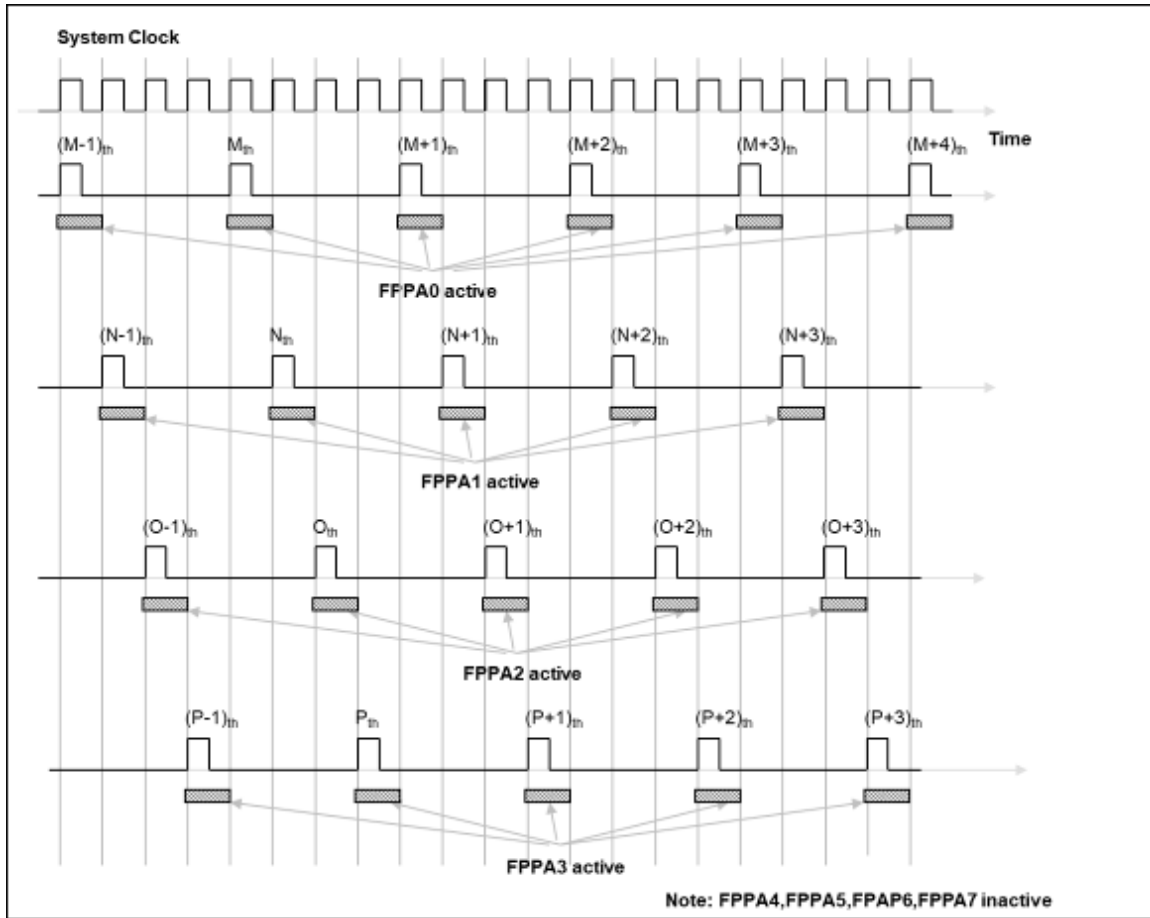 System Clock
Time
(M-1)th Mth (M+1)th (M+2)th (M+3)th (M+4)th
FPPA0 active
(N-1)th Nth (N+1)th (N+2)th (N+3)th
FPPA1 active
(O-1)th Oth (O+1)th (O+2)th (O+3)th
FPPA2 active
(P-1)th Pth (P+1)th (P+2)th (P+3)th
FPPA3 active
Note: FPPA4,FPPA5,FPAP6,FPPA7 inactive